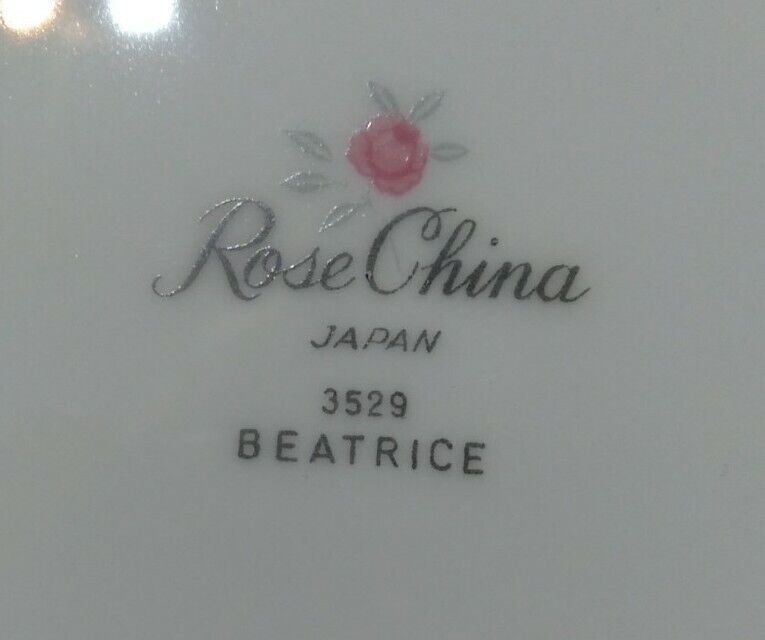 Rose China
JAPAN
3529
BEATRICE